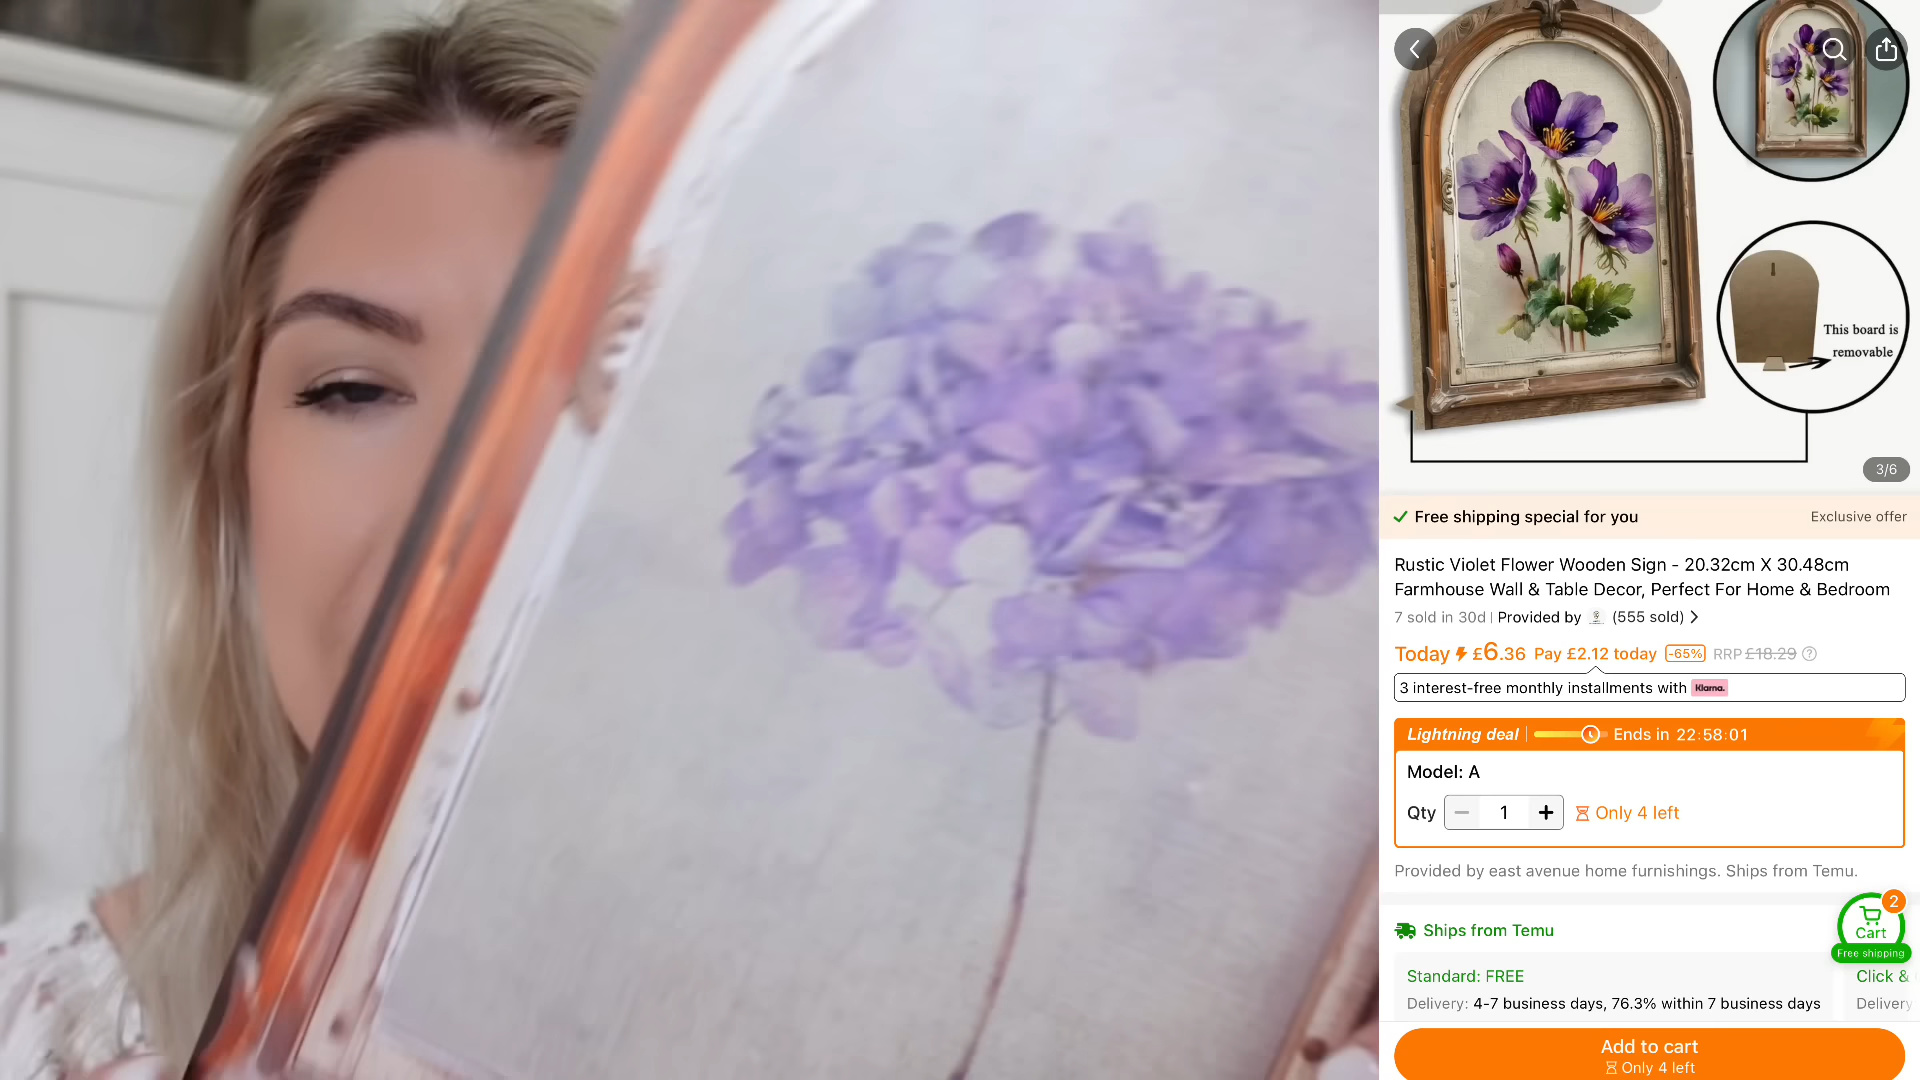 This board is
removable
3/6
Free shipping special for you Exclusive offer
Rustic Violet Flower Wooden Sign - 20.32cm X 30.48cm
Farmhouse Wall & Table Decor, Perfect For Home & Bedroom
7 sold in 30d | Provided by (555 sold)
Today £6.36 Pay £2.12 today -65% RRP £18.29 ?
3 interest-free monthly installments with Klarna.
Lightning deal Ends in 22:58:01
Model: A
Qty 1 Only 4 left
Provided by east avenue home furnishings. Ships from Temu.
2
Cart
Free shipping
Ships from Temu
Standard: FREE
Delivery: 4-7 business days, 76.3% within 7 business days
Click &
Delivery
Add to cart
Only 4 left